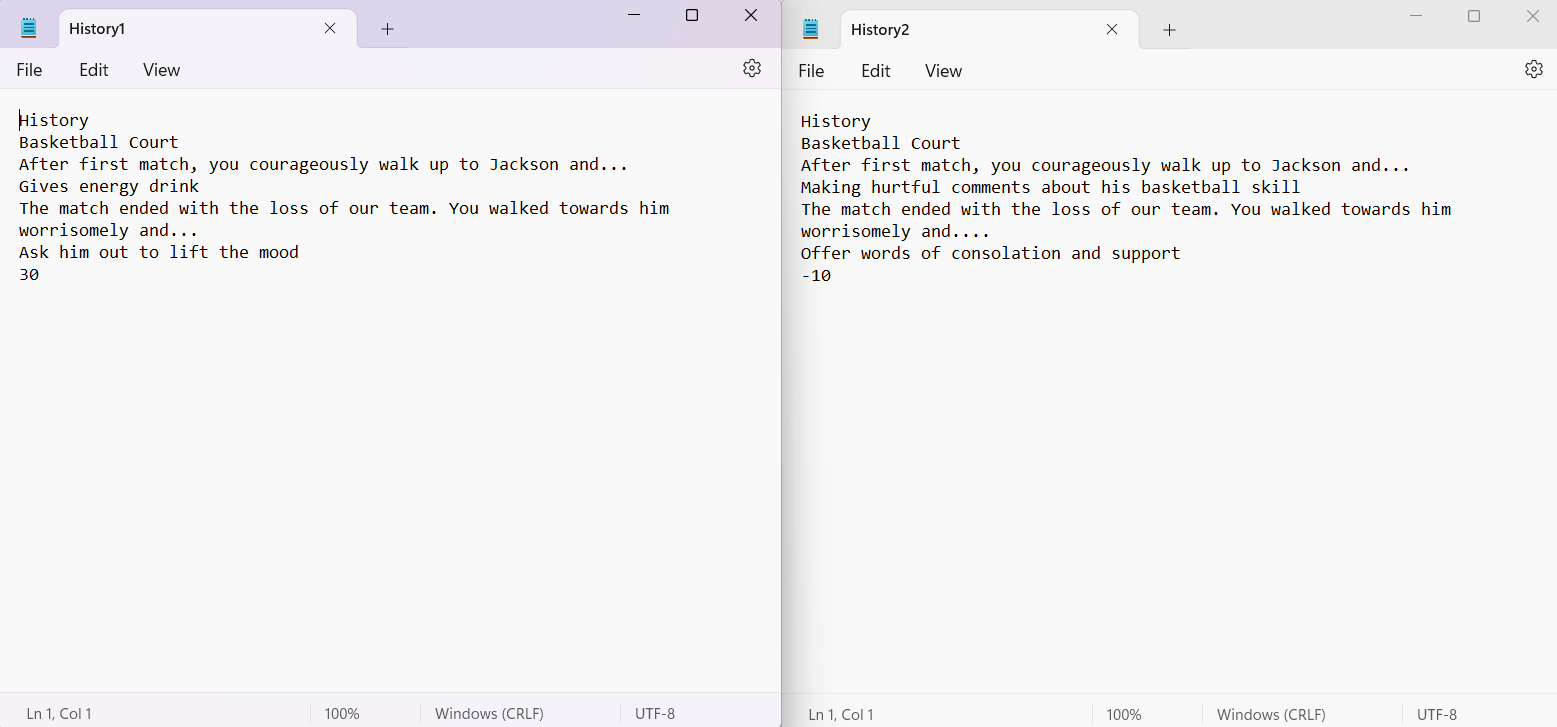 History1
File Edit View
History
Basketball Court
After first match, you courageously walk up to Jackson and...
Gives energy drink
The match ended with the loss of our team. You walked towards him
worrisomely and...
Ask him out to lift the mood
30
Ln 1, Col 1 100% Windows (CRLF) UTF-8
History2
File Edit View
History
Basketball Court
After first match, you courageously walk up to Jackson and...
Making hurtful comments about his basketball skill
The match ended with the loss of our team. You walked towards him
worrisomely and....
Offer words of consolation and support
-10
Ln 1, Col 1 100% Windows (CRLF) UTF-8